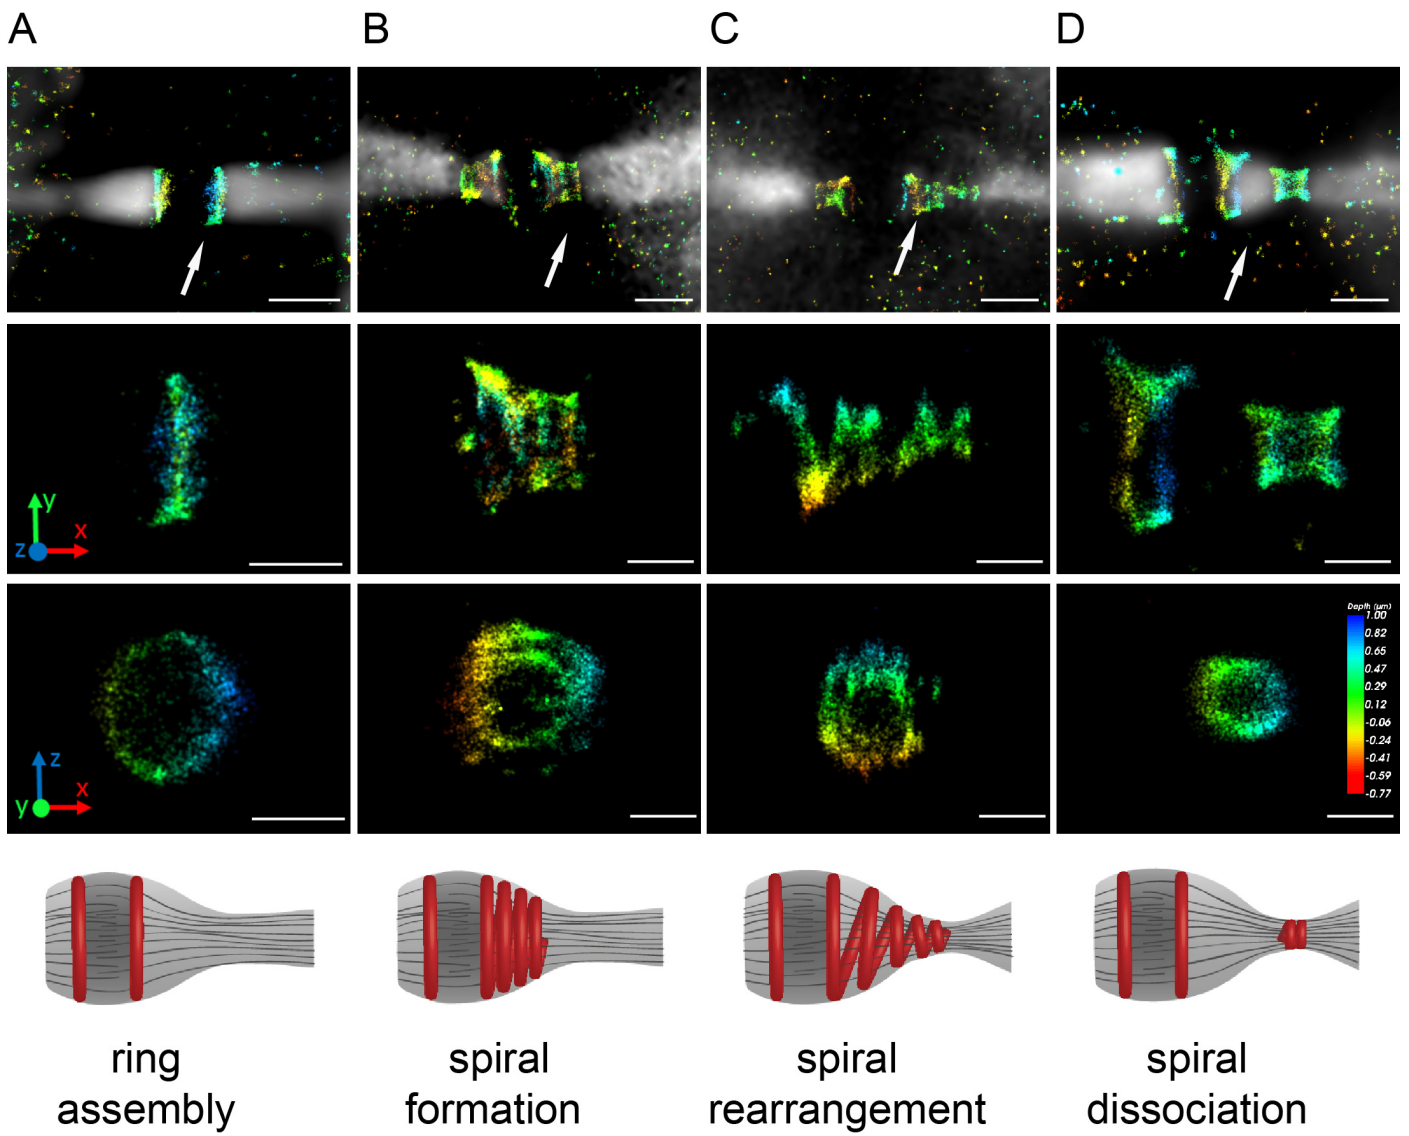 A B C D
y
x
z
z
x
y
Depth (µm)
1.00
0.82
0.65
0.47
0.29
0.12
-0.06
-0.24
-0.41
-0.59
-0.77
ring
assembly
spiral
formation
spiral
rearrangement
spiral
dissociation